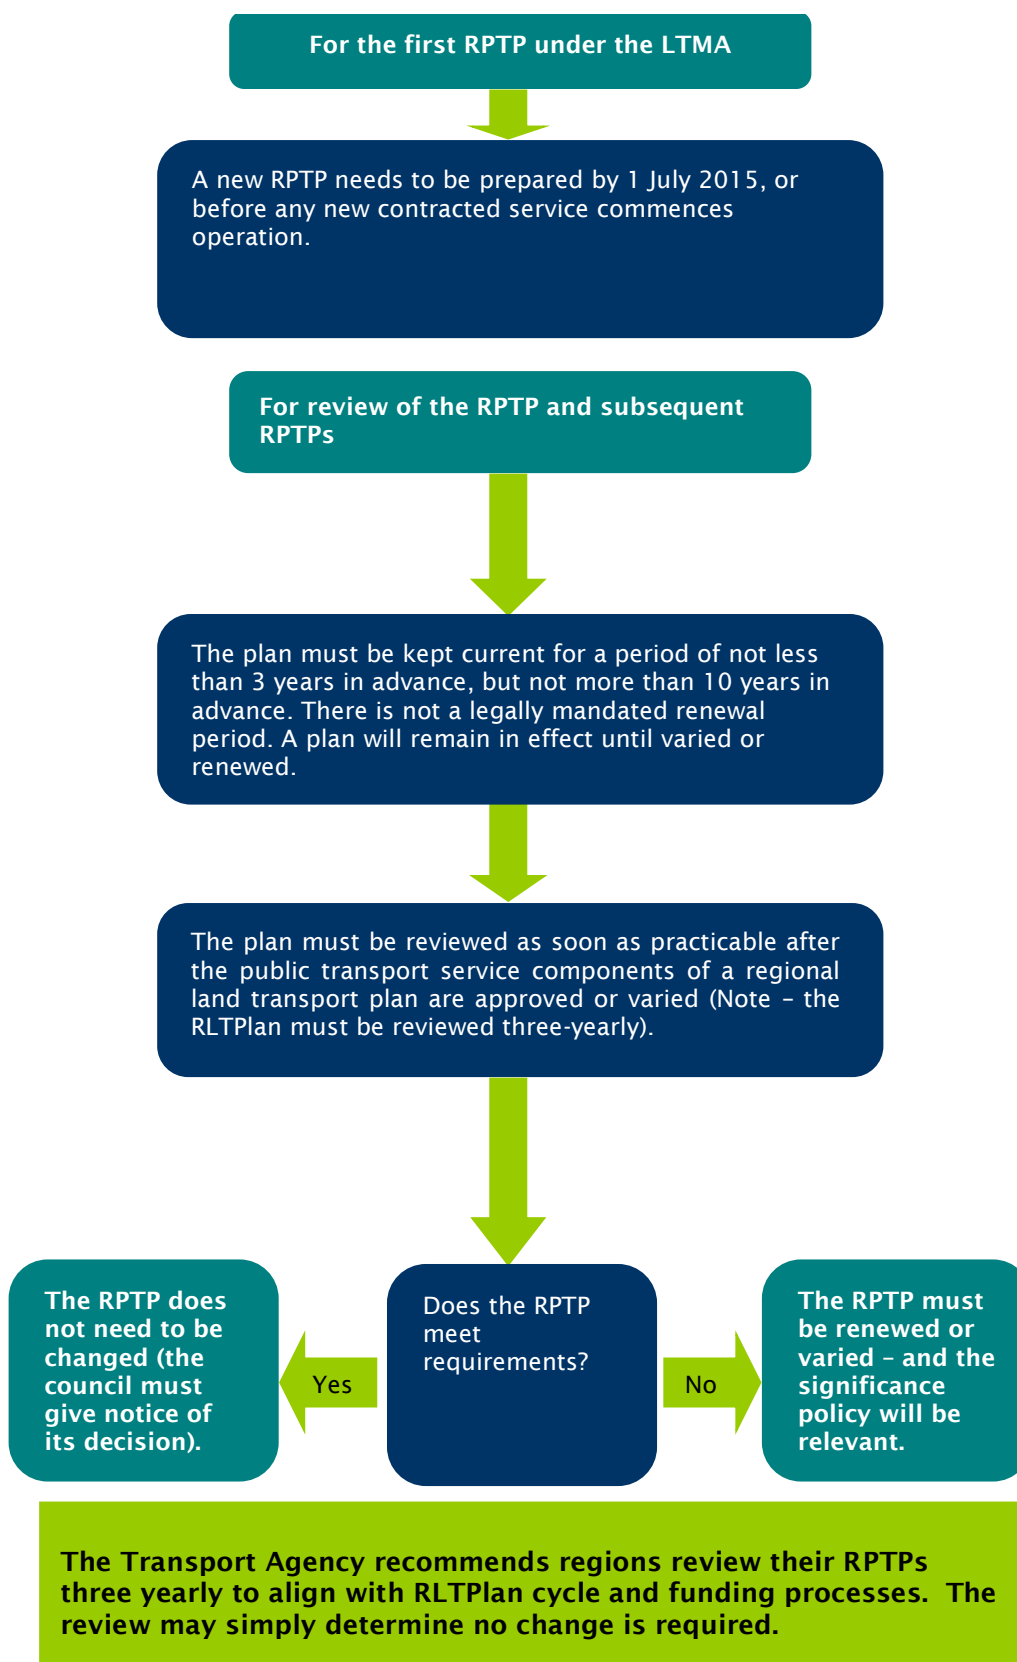 For the first RPTP under the LTMA
A new RPTP needs to be prepared by 1 July 2015, or
before any new contracted service commences
operation.
For review of the RPTP and subsequent
RPTPs
The plan must be kept current for a period of not less
than 3 years in advance, but not more than 10 years in
advance. There is not a legally mandated renewal
period. A plan will remain in effect until varied or
renewed.
The plan must be reviewed as soon as practicable after
the public transport service components of a regional
land transport plan are approved or varied (Note – the
RLTPlan must be reviewed three-yearly).
The RPTP does
not need to be
changed (the
council must
give notice of
its decision).
Yes
Does the RPTP
meet
requirements?
No
The RPTP must
be renewed or
varied – and the
significance
policy will be
relevant.
The Transport Agency recommends regions review their RPTPs
three yearly to align with RLTPlan cycle and funding processes.  The
review may simply determine no change is required.